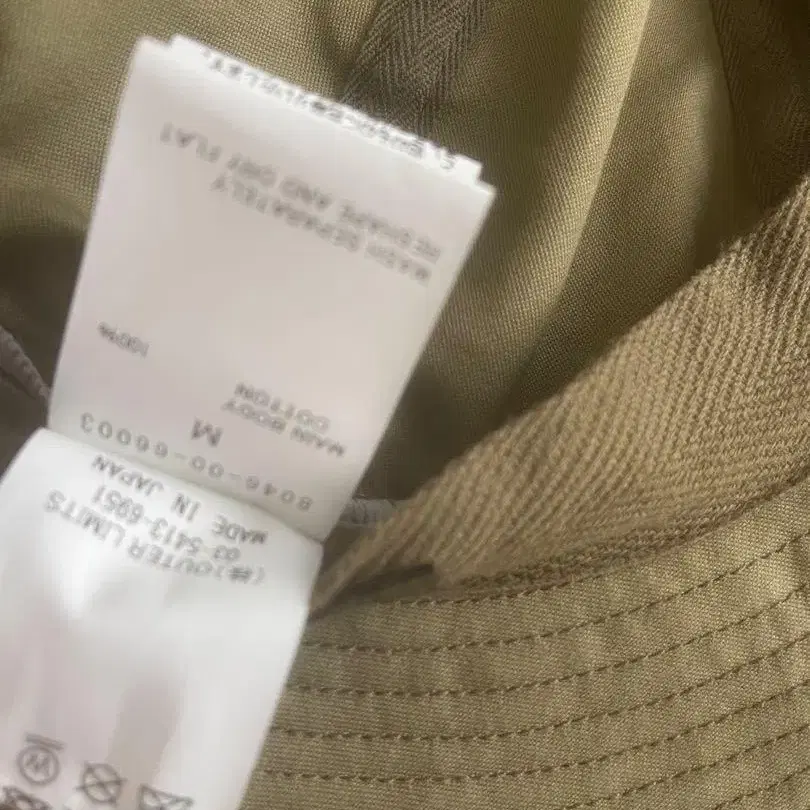 W
(株)OUTER LIMITS
03-5413-6951
MADE IN JAPAN
8046-00-66003
M
MAIN BODY
COTTON 100%
WASH SEPARATELY
RESHAPE AND DRY FLAT